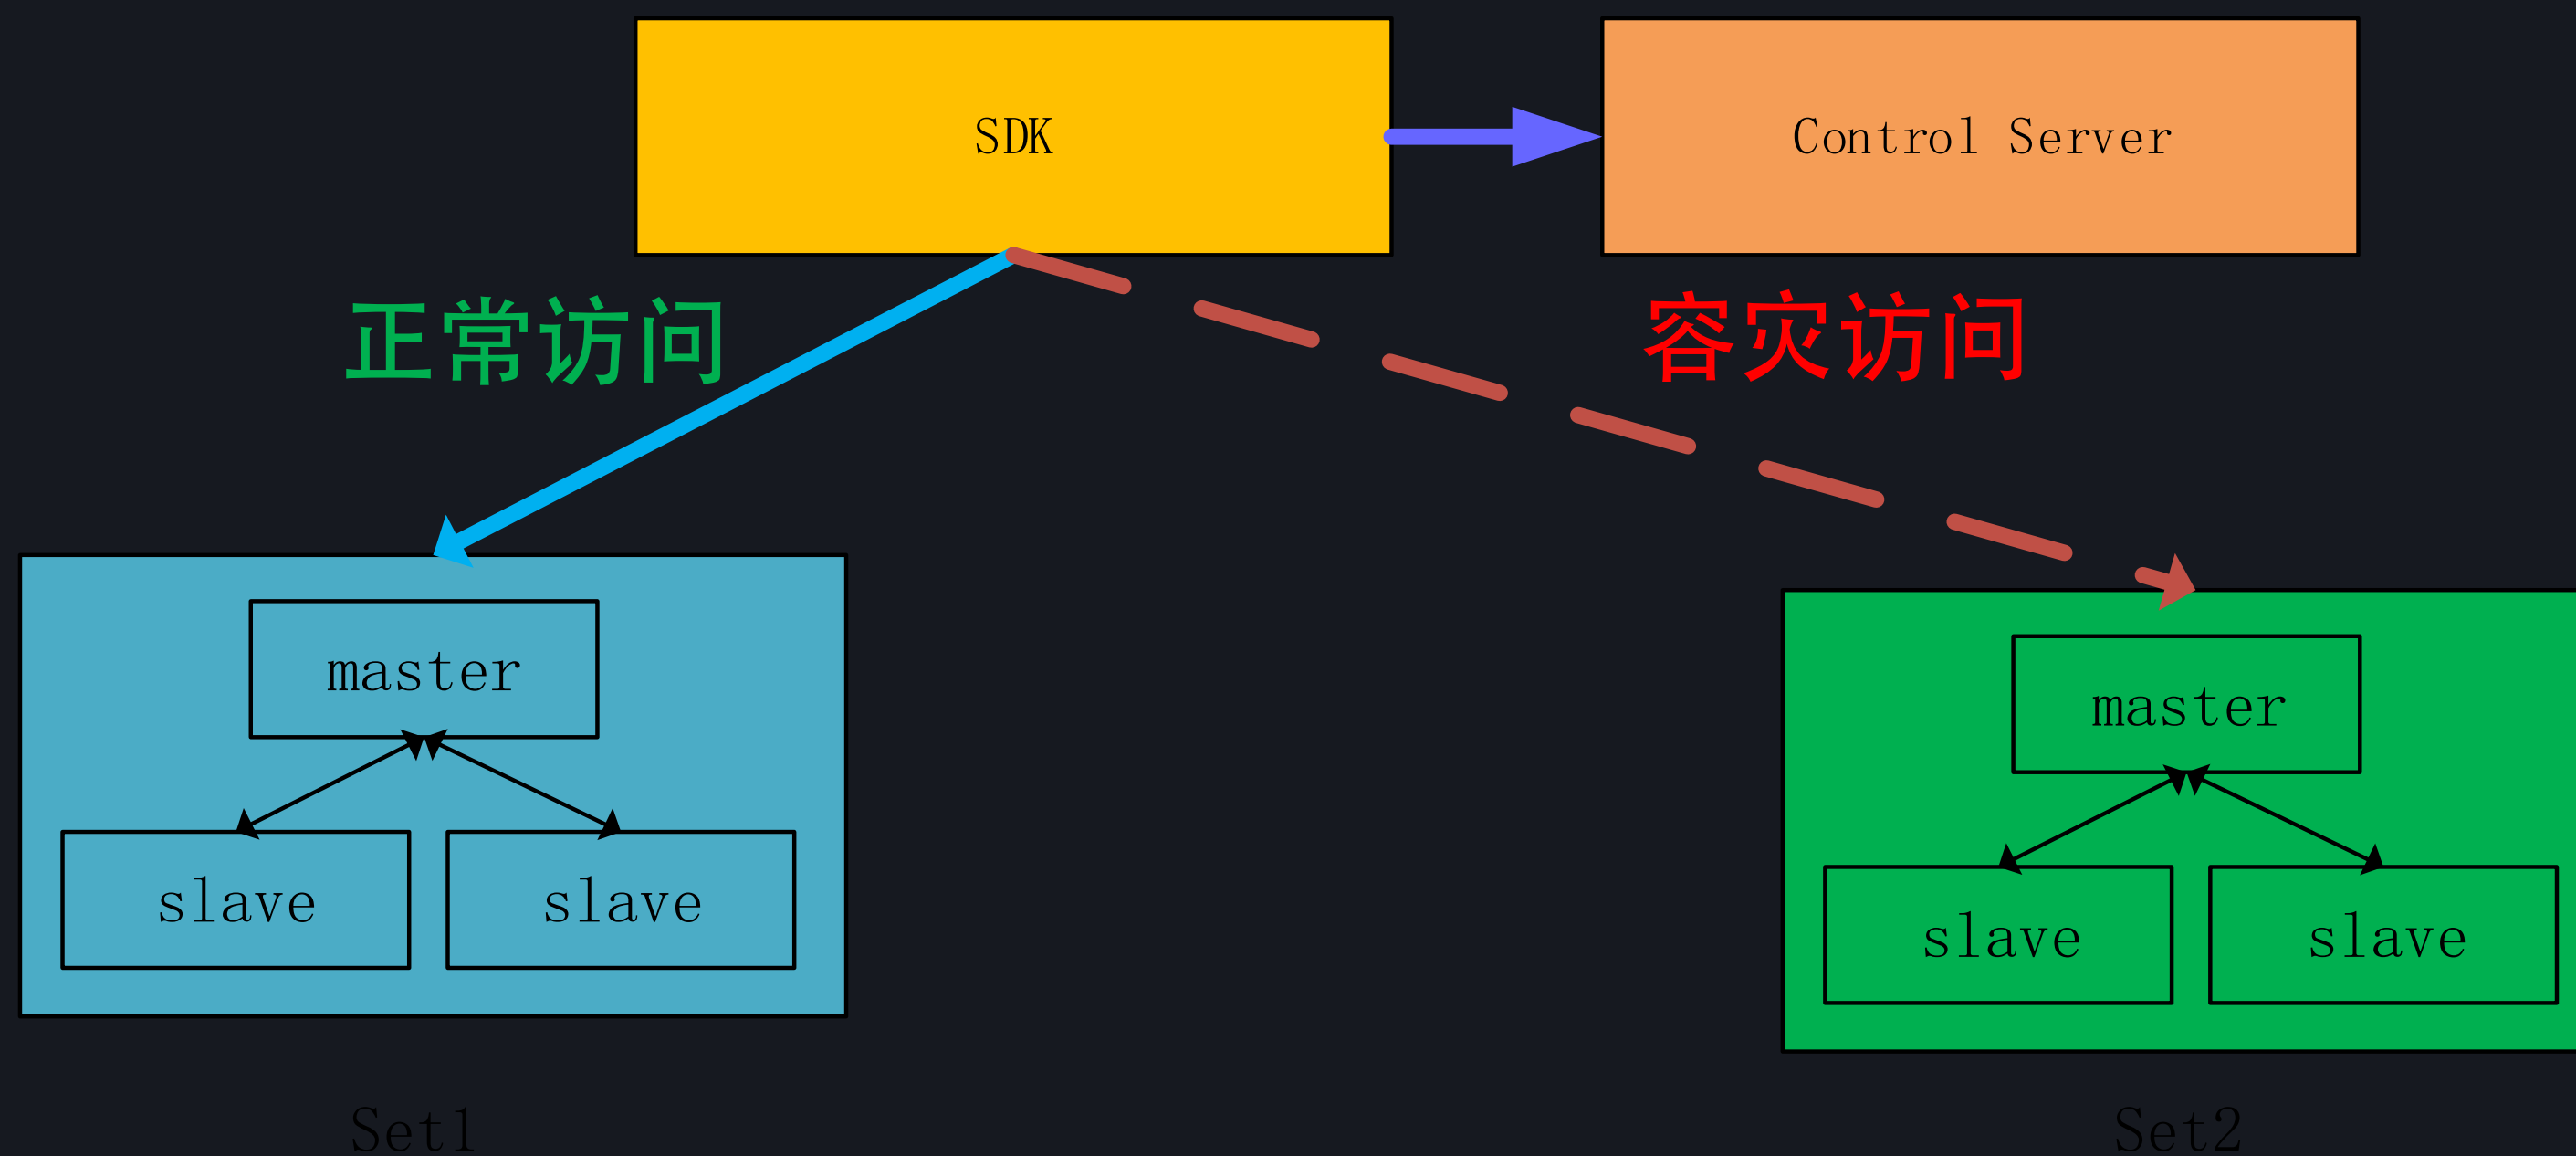 SDK
Control Server
正常访问
容灾访问
master
slave
slave
master
slave
slave
Set1
Set2